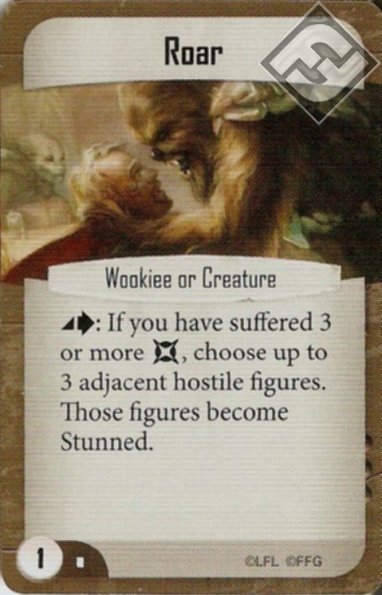 Roar
Wookiee or Creature
: If you have suffered 3
or more , choose up to
3 adjacent hostile figures.
Those figures become
Stunned.
1
©LFL ©FFG